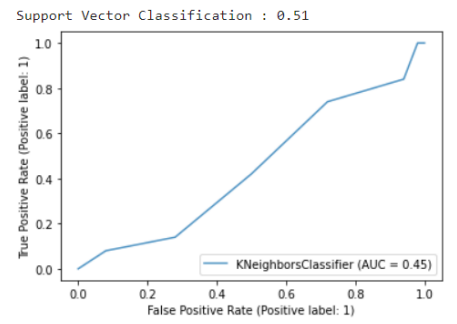 Support Vector Classification : 0.51
1.0
0.8
0.6
0.4
0.2
0.0
True Positive Rate (Positive label: 1)
KNeighborsClassifier (AUC = 0.45)
0.0 0.2 0.4 0.6 0.8 1.0
False Positive Rate (Positive label: 1)